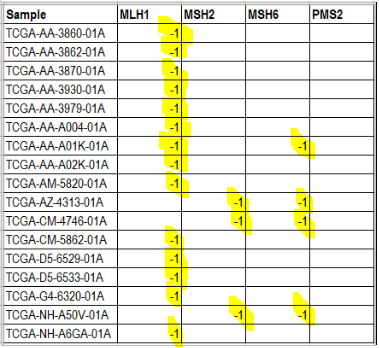 Sample MLH1 MSH2 MSH6 PMS2
TCGA-AA-3860-01A -1
TCGA-AA-3862-01A -1
TCGA-AA-3870-01A -1
TCGA-AA-3930-01A -1
TCGA-AA-3979-01A -1
TCGA-AA-A004-01A -1
TCGA-AA-A01K-01A -1 -1
TCGA-AA-A02K-01A -1
TCGA-AM-5820-01A -1
TCGA-AZ-4313-01A -1 -1
TCGA-CM-4746-01A -1 -1
TCGA-CM-5862-01A -1
TCGA-D5-6529-01A -1
TCGA-D5-6533-01A -1
TCGA-G4-6320-01A -1
TCGA-NH-A50V-01A -1 -1
TCGA-NH-A6GA-01A -1